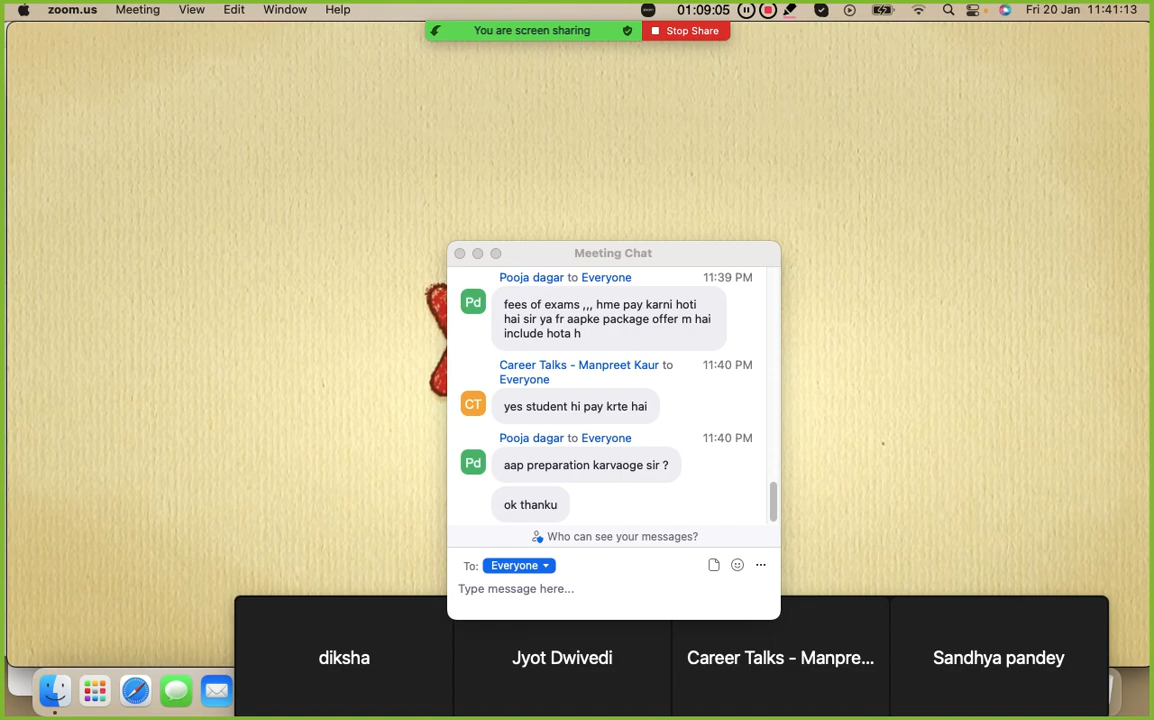 zoom.us Meeting View Edit Window Help 01:09:05 Fri 20 Jan 11:41:13
You are screen sharing Stop Share
Meeting Chat
Pooja dagar to Everyone 11:39 PM
Pd
fees of exams ,,, hme pay karni hoti
hai sir ya fr aapke package offer m hai
include hota h
Career Talks - Manpreet Kaur to 11:40 PM
Everyone
CT
yes student hi pay krte hai
Pooja dagar to Everyone 11:40 PM
Pd
aap preparation karvaoge sir ?
ok thanku
Who can see your messages?
To: Everyone
Type message here...
diksha Jyot Dwivedi Career Talks - Manpre... Sandhya pandey